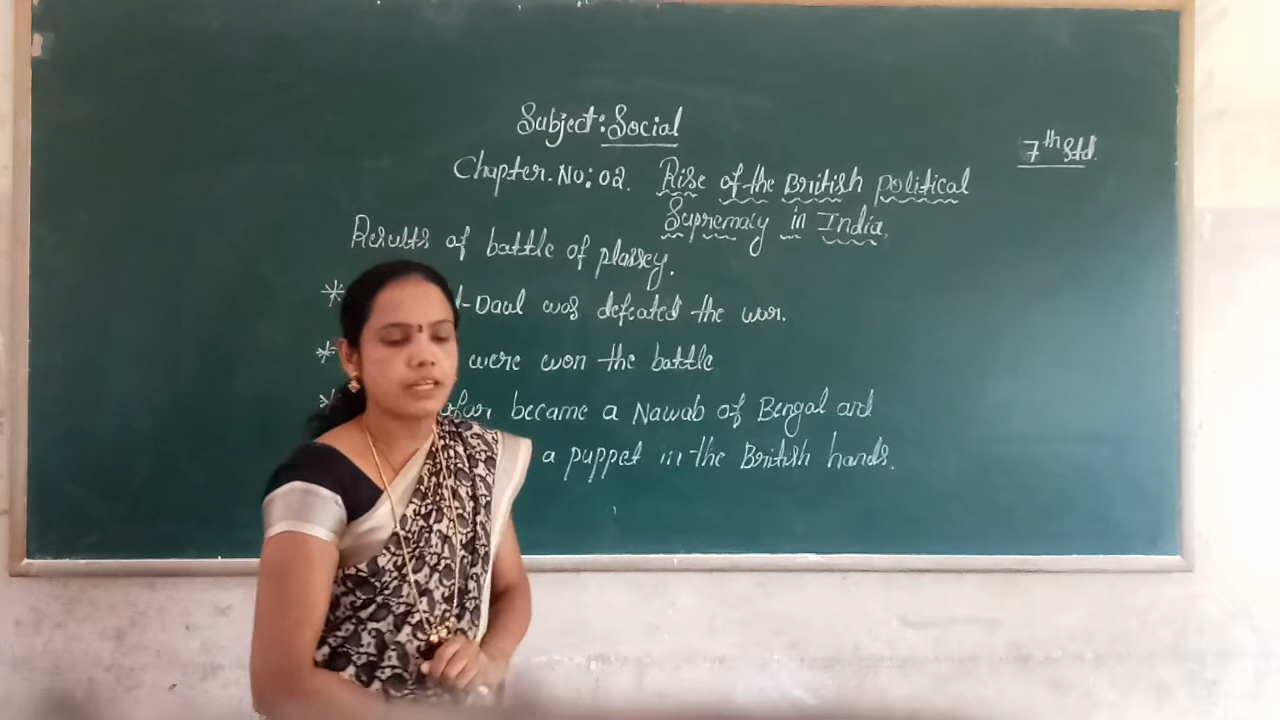 Subject: Social
7th Std.
Chapter. No: 02. Rise of the British political
Supremacy in India.
Results of battle of plassey.
* -Daul was defeated the war.
* were won the battle
* became a Nawab of Bengal and
a puppet in the British hands.